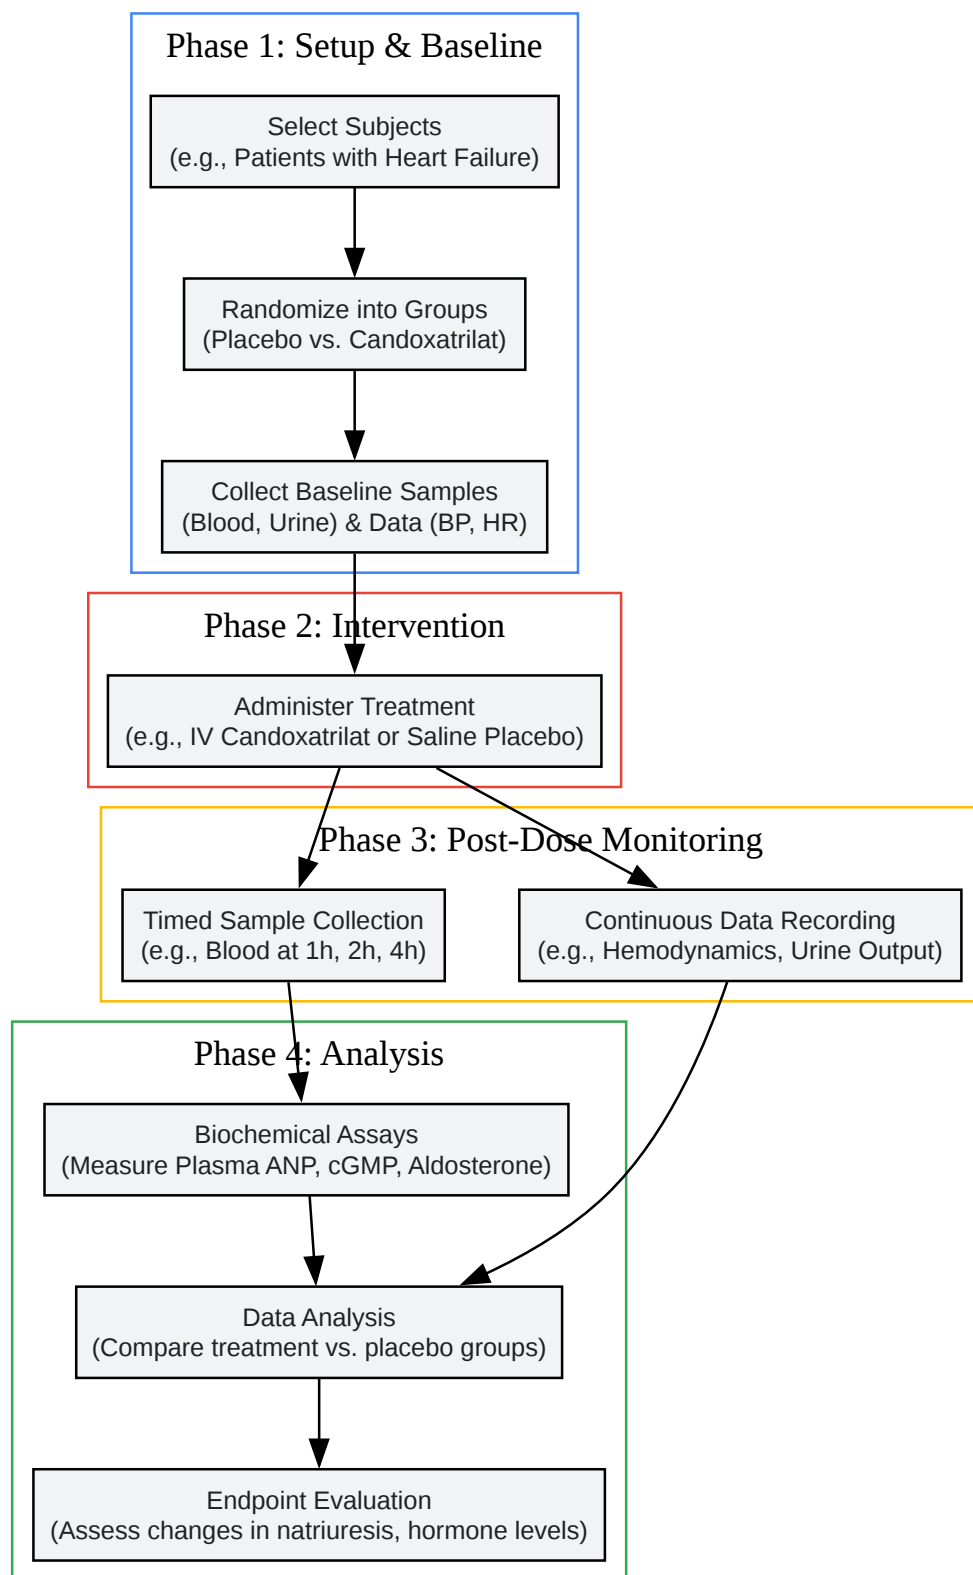 Phase 1: Setup & Baseline
Select Subjects
(e.g., Patients with Heart Failure)
Randomize into Groups
(Placebo vs. Candoxatrilat)
Collect Baseline Samples
(Blood, Urine) & Data (BP, HR)
Phase 2: Intervention
Administer Treatment
(e.g., IV Candoxatrilat or Saline Placebo)
Phase 3: Post-Dose Monitoring
Timed Sample Collection
(e.g., Blood at 1h, 2h, 4h)
Continuous Data Recording
(e.g., Hemodynamics, Urine Output)
Phase 4: Analysis
Biochemical Assays
(Measure Plasma ANP, cGMP, Aldosterone)
Data Analysis
(Compare treatment vs. placebo groups)
Endpoint Evaluation
(Assess changes in natriuresis, hormone levels)